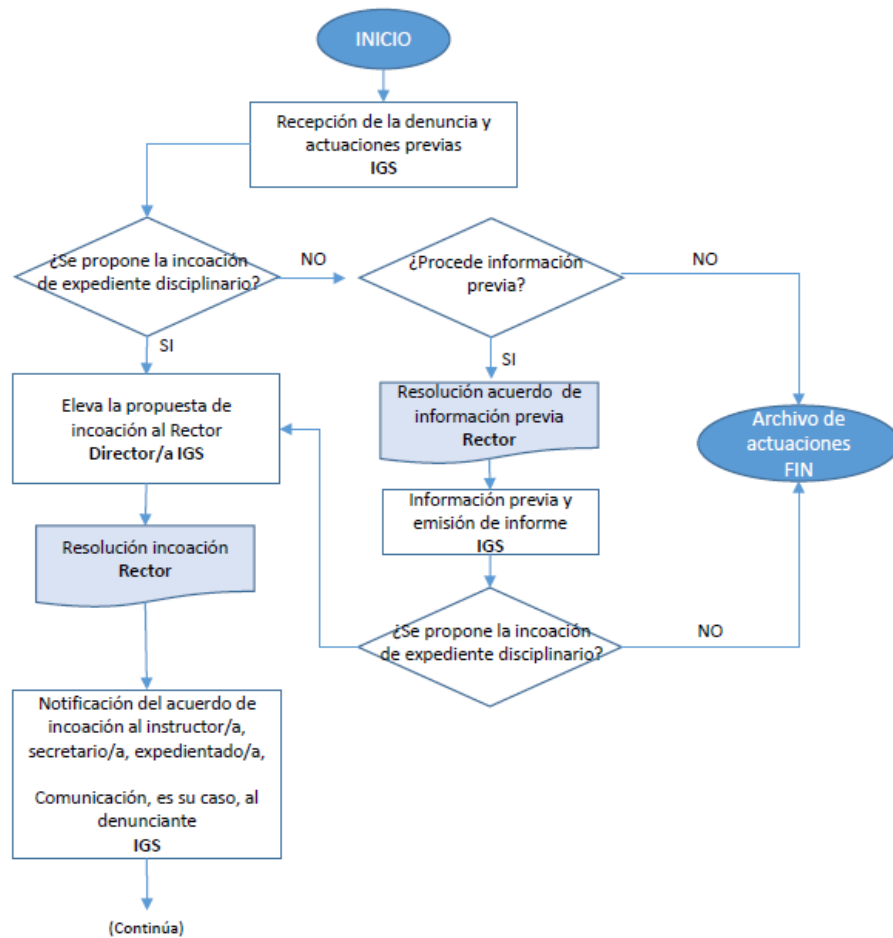 INICIO
Recepción de la denuncia y
actuaciones previas
IGS
¿Se propone la incoación
de expediente disciplinario?
NO
¿Procede información
previa?
NO
SI
SI
Eleva la propuesta de
incoación al Rector
Director/a IGS
Resolución acuerdo de
información previa
Rector
Archivo de
actuaciones
FIN
Información previa y
emisión de informe
IGS
Resolución incoación
Rector
¿Se propone la incoación
de expediente disciplinario?
NO
Notificación del acuerdo de
incoación al instructor/a,
secretario/a, expedientado/a,
Comunicación, es su caso, al
denunciante
IGS
(Continúa)